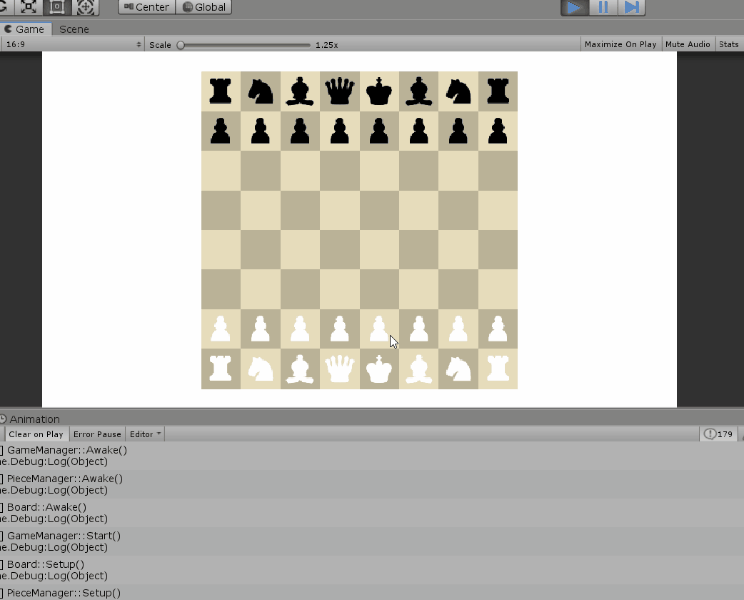 Center Global
Game Scene
16:9 Scale 1.25x Maximize On Play Mute Audio Stats
Animation
Clear on Play Error Pause Editor 179
] GameManager::Awake()
e.Debug:Log(Object)
] PieceManager::Awake()
e.Debug:Log(Object)
] Board::Awake()
e.Debug:Log(Object)
] GameManager::Start()
e.Debug:Log(Object)
] Board::Setup()
e.Debug:Log(Object)
] PieceManager::Setup()